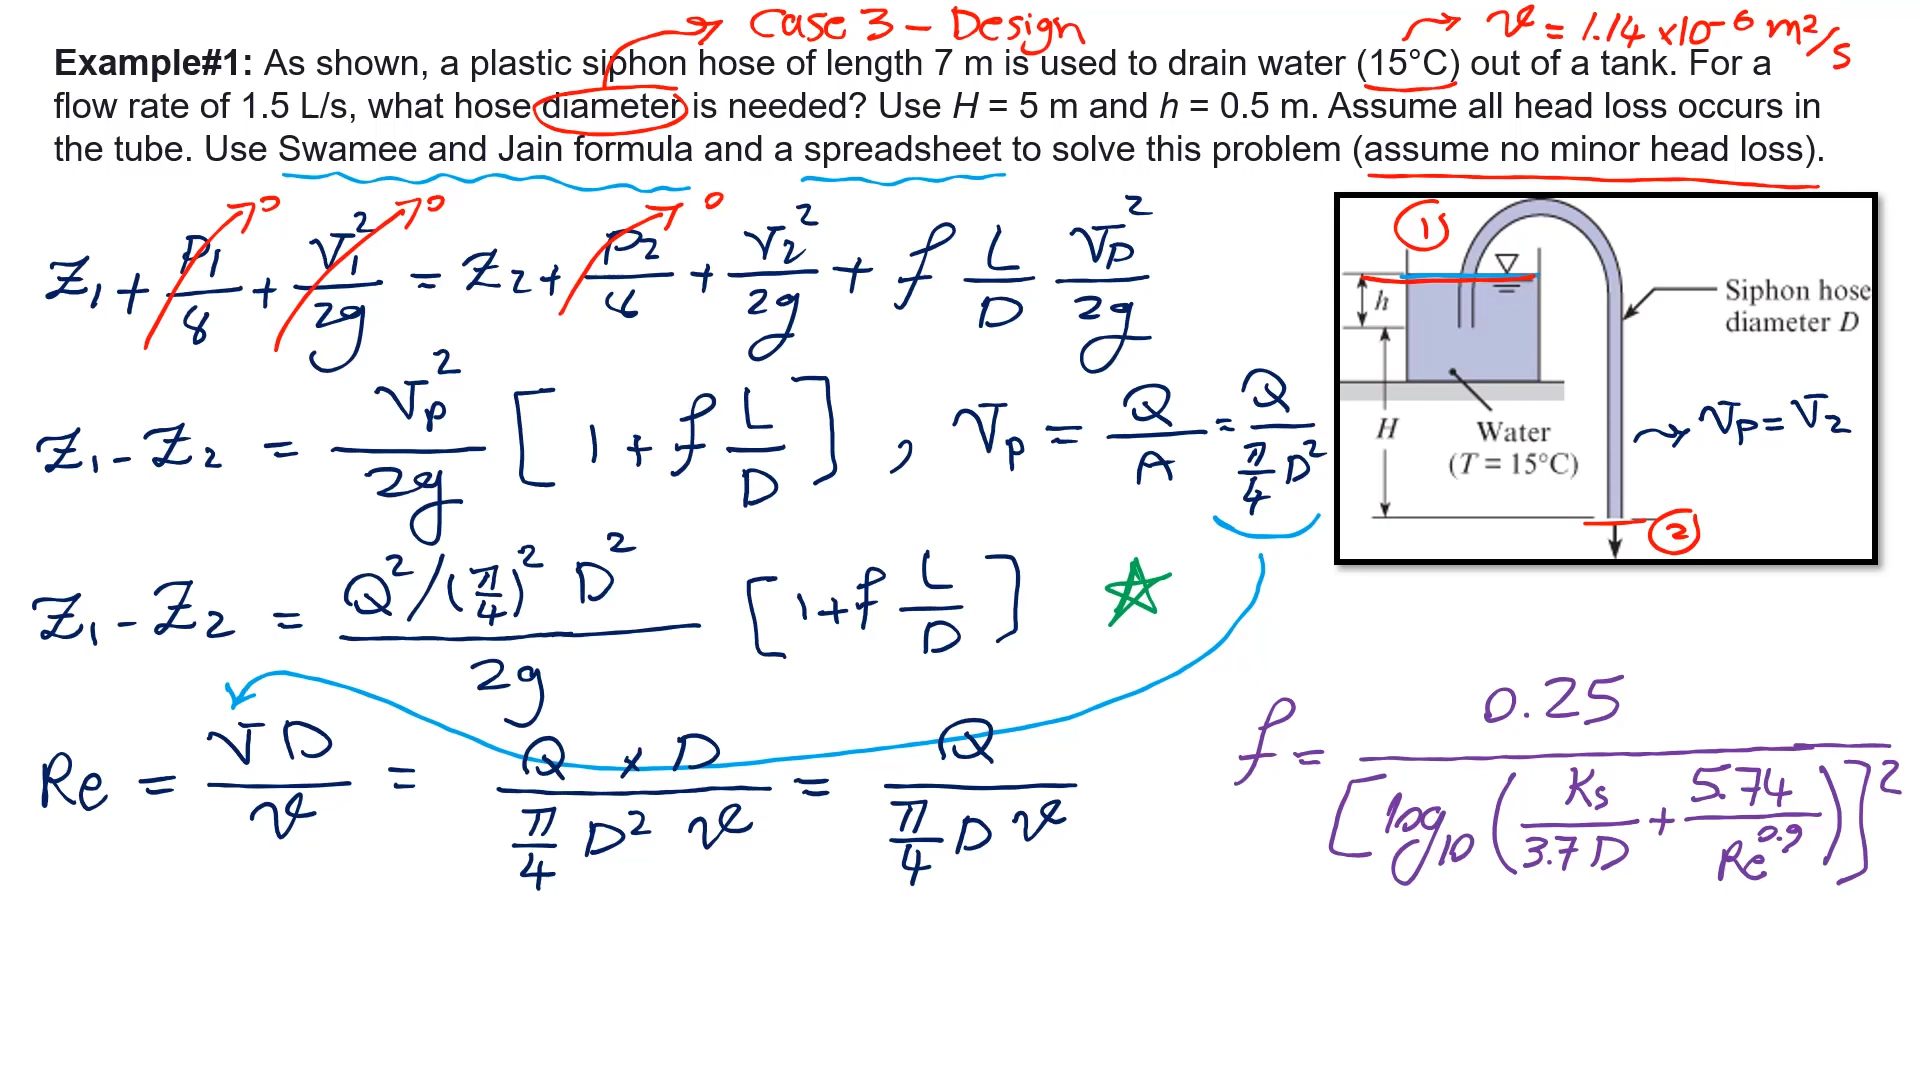 Case 3 - Design
→ 𝜈 = 1.14 ×10⁻⁶ m²/s
Example#1: As shown, a plastic siphon hose of length 7 m is used to drain water (15°C) out of a tank. For a
flow rate of 1.5 L/s, what hose diameter is needed? Use H = 5 m and h = 0.5 m. Assume all head loss occurs in
the tube. Use Swamee and Jain formula and a spreadsheet to solve this problem (assume no minor head loss).
Z₁ + P₁/γ + V₁²/2g = Z₂ + P₂/γ + V₂²/2g + f L/D Vp²/2g
0 0 0
Z₁ - Z₂ = Vp²/2g [1 + f L/D] , Vp = Q/A = Q/(π/4 D²)
Z₁ - Z₂ = (Q²/(π/4)² D²)/2g [1 + f L/D]
Re = VD/𝜈 = (Q × D)/(π/4 D² 𝜈) = Q/(π/4 D 𝜈)
1
h
Siphon hose
diameter D
H
Water
(T = 15°C)
→ Vp = V₂
2
f = 0.25/[log₁₀(Ks/3.7D + 5.74/Re^0.9)]²